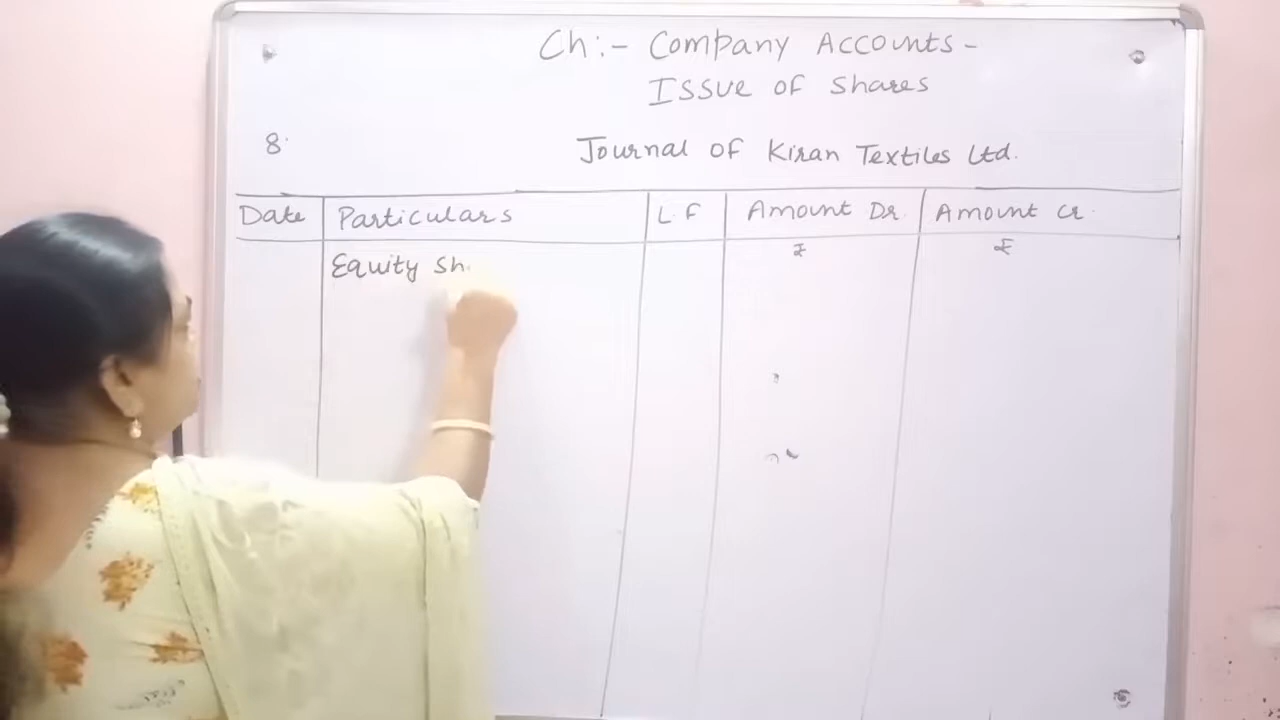 Ch:- Company Accounts -
Issue of Shares
8.
Journal of Kiran Textiles Ltd.
Date Particulars L.F Amount Dr. Amount Cr.
₹ ₹
Equity Sh